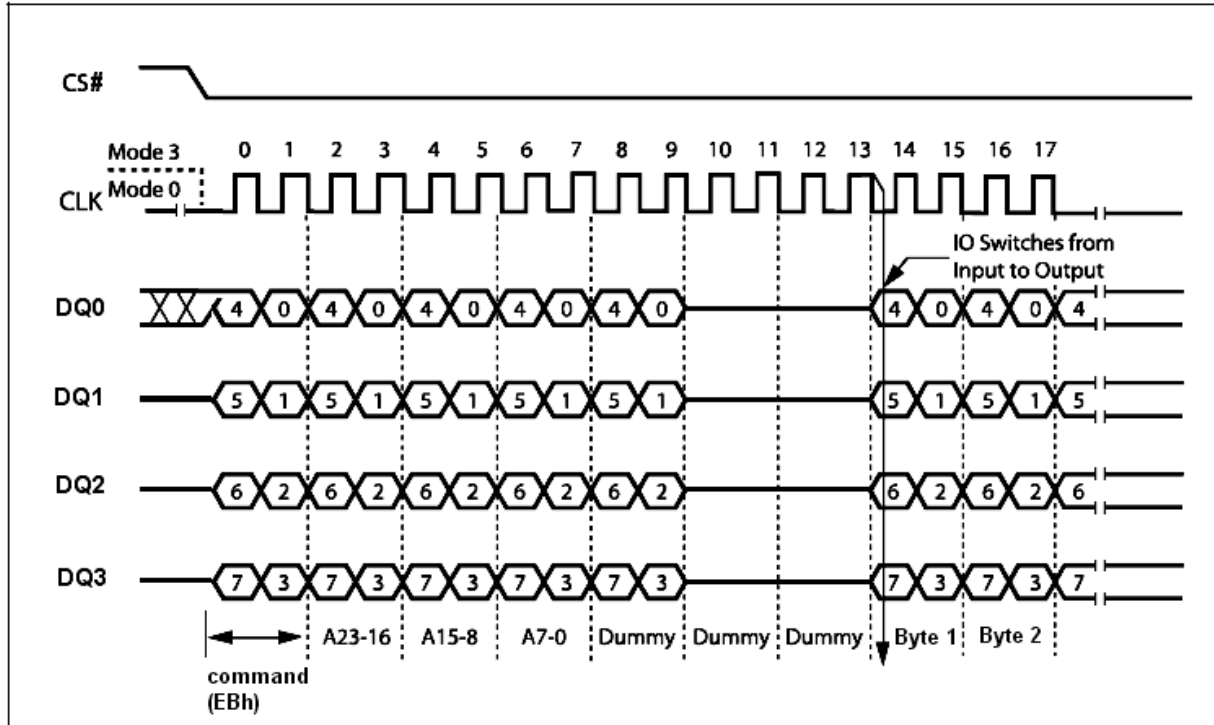 CS#
Mode 3
0 1 2 3 4 5 6 7 8 9 10 11 12 13 14 15 16 17
CLK Mode 0
IO Switches from
Input to Output
DQ0 4 0 4 0 4 0 4 0 4 0 4 0 4 0 4
DQ1 5 1 5 1 5 1 5 1 5 1 5 1 5 1 5
DQ2 6 2 6 2 6 2 6 2 6 2 6 2 6 2 6
DQ3 7 3 7 3 7 3 7 3 7 3 7 3 7 3 7
A23-16 A15-8 A7-0 Dummy Dummy Dummy Byte 1 Byte 2
command
(EBh)